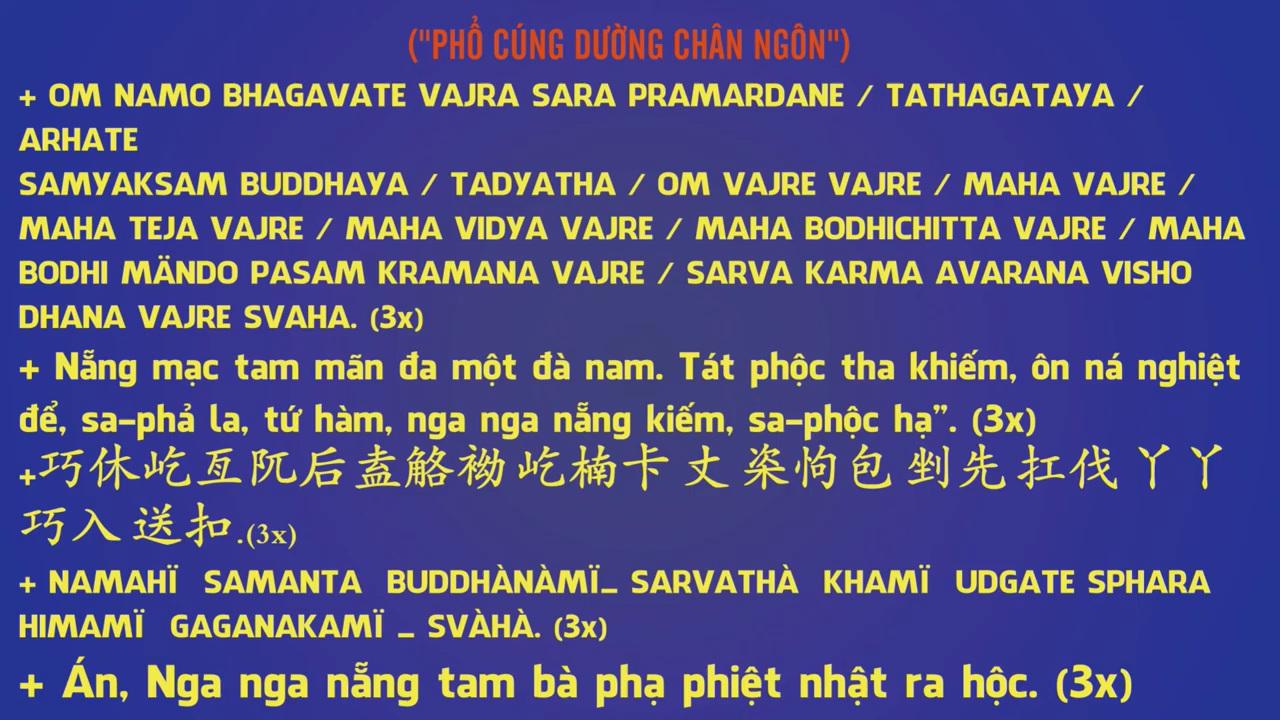 ("PHỔ CÚNG DƯỜNG CHÂN NGÔN")
+ OM NAMO BHAGAVATE VAJRA SARA PRAMARDANE / TATHAGATAYA /
ARHATE
SAMYAKSAM BUDDHAYA / TADYATHA / OM VAJRE VAJRE / MAHA VAJRE /
MAHA TEJA VAJRE / MAHA VIDYA VAJRE / MAHA BODHICHITTA VAJRE / MAHA
BODHI MÄNDO PASAM KRAMANA VAJRE / SARVA KARMA AVARANA VISHO
DHANA VAJRE SVAHA. (3x)
+ Nẵng mạc tam mãn đa một đà nam. Tát phộc tha khiếm, ôn ná nghiệt
để, sa-phả la, tứ hàm, nga nga nẵng kiếm, sa-phộc hạ”. (3x)
+巧休屹亙阢后盍觡袎 屹楠卡 丈 桼怐包 剉先 扛伐 丫丫
巧入 送扣.(3x)
+ NAMAHÏ SAMANTA BUDDHÀNÀMÏ_ SARVATHÀ KHAMÏ UDGATE SPHARA
HIMAMÏ GAGANAKAMÏ _ SVÀHÀ. (3x)
+ Án, Nga nga nẵng tam bà phạ phiệt nhật ra hộc. (3x)